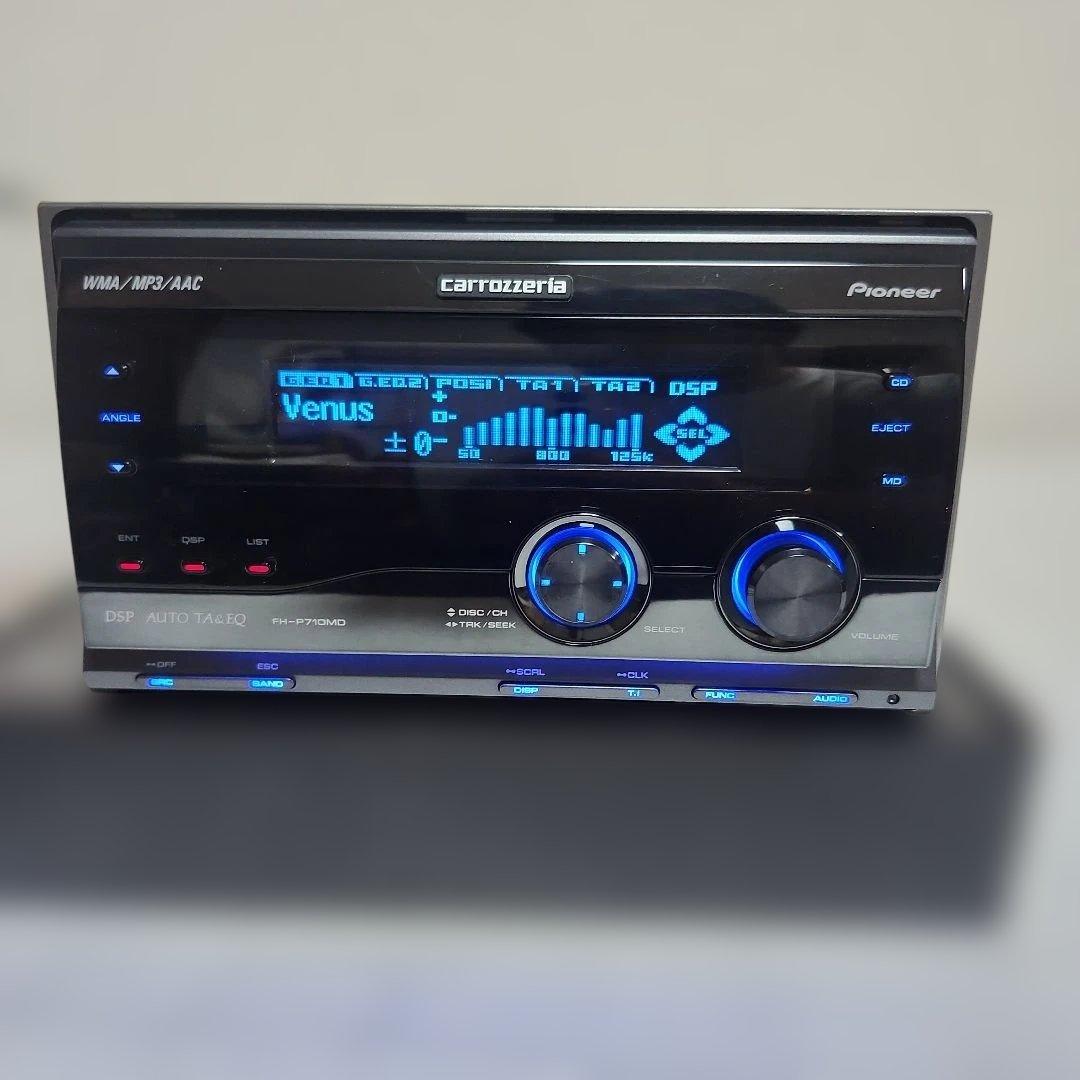 WMA/MP3/AAC
carrozzeria
Pioneer
G.EQ1 G.EQ2 POSI TA1 TA2 DSP
Venus
+
0
±0
50 800 12.5k
SEL
ANGLE
CD
EJECT
MD
ENT DSP LIST
DISC/CH
TRK/SEEK
SELECT
VOLUME
DSP AUTO TA&EQ
FH-P710MD
OFF ESC SCRL CLK
SRC BAND DISP T.i FUNC AUDIO